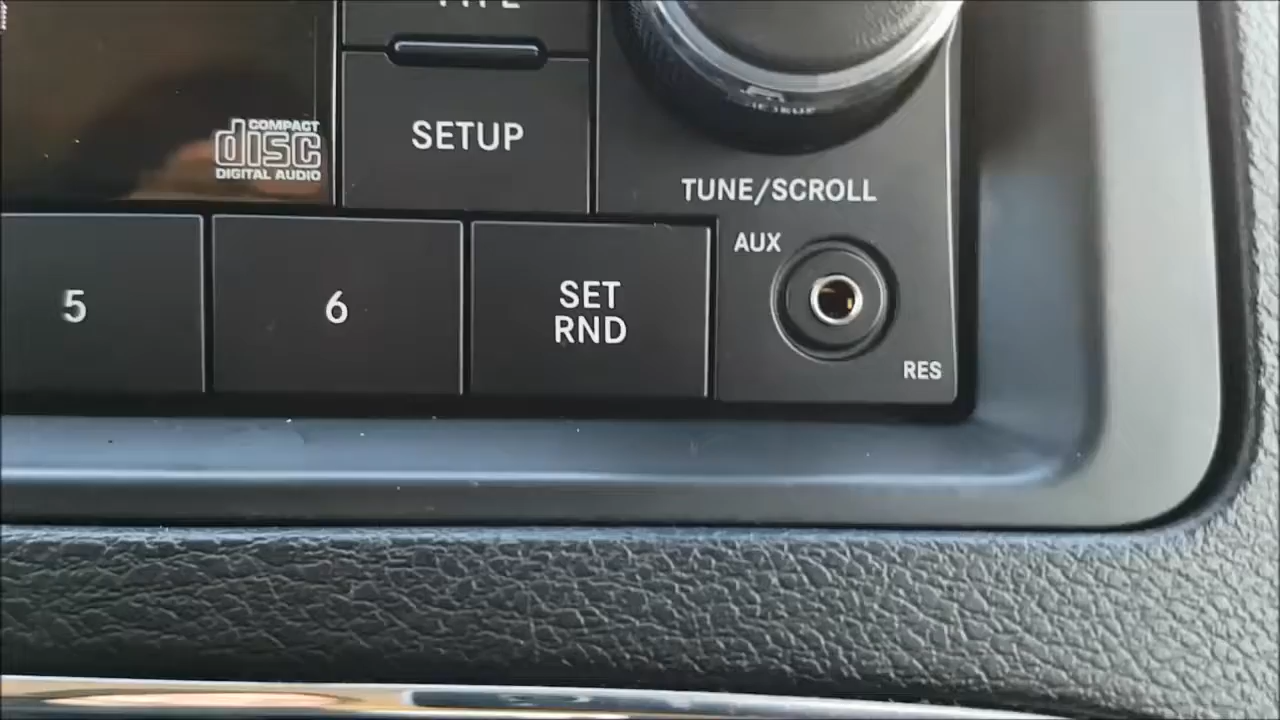 COMPACT
disc
DIGITAL AUDIO
SETUP
TUNE/SCROLL
AUX
5
6
SET
RND
RES